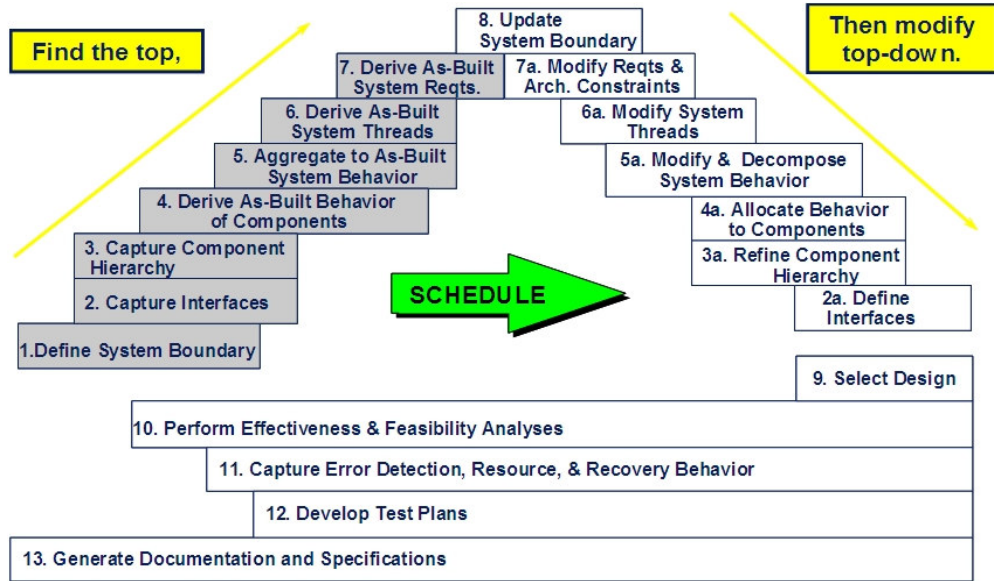 Find the top,
Then modify
top-down.
8. Update
System Boundary
7. Derive As-Built
System Reqts.
7a. Modify Reqts &
Arch. Constraints
6. Derive As-Built
System Threads
6a. Modify System
Threads
5. Aggregate to As-Built
System Behavior
5a. Modify & Decompose
System Behavior
4. Derive As-Built Behavior
of Components
4a. Allocate Behavior
to Components
3. Capture Component
Hierarchy
3a. Refine Component
Hierarchy
2. Capture Interfaces
SCHEDULE
2a. Define
Interfaces
1.Define System Boundary
9. Select Design
10. Perform Effectiveness & Feasibility Analyses
11. Capture Error Detection, Resource, & Recovery Behavior
12. Develop Test Plans
13. Generate Documentation and Specifications